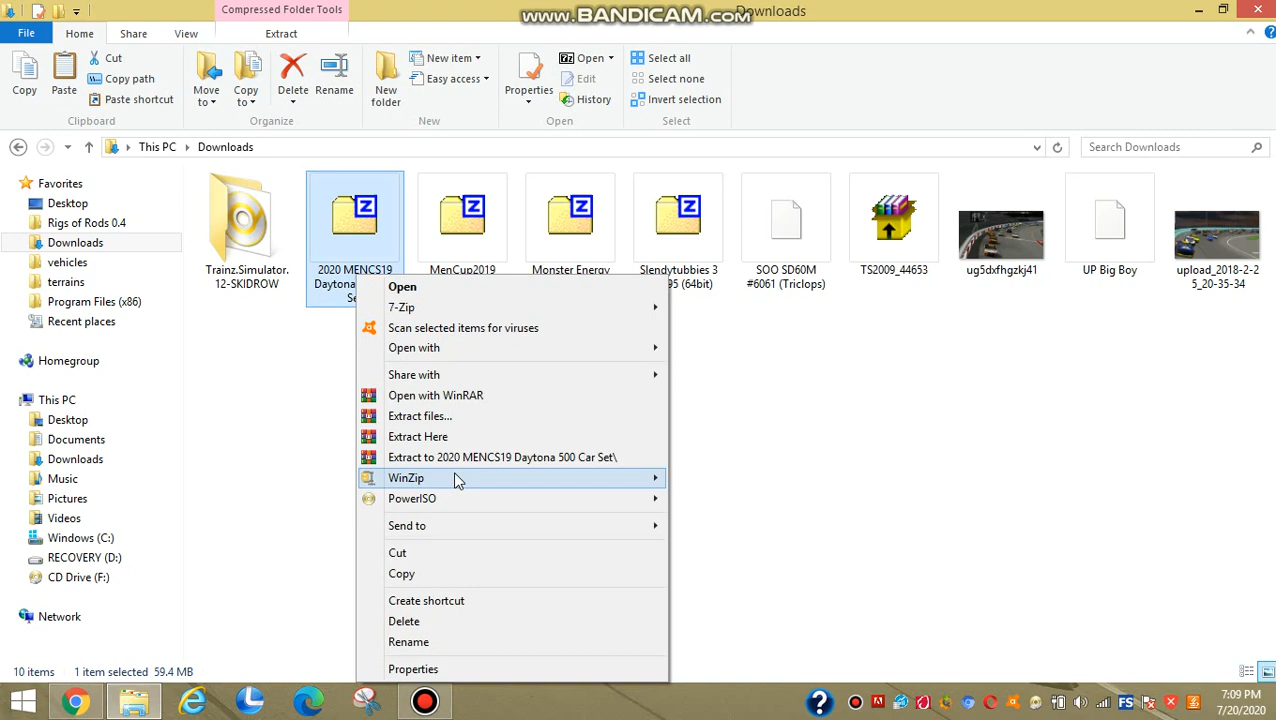 Compressed Folder Tools
www.BANDICAM.com
Downloads
File
Home
Share
View
Extract
Copy
Paste
Cut
Copy path
Paste shortcut
Clipboard
Move to
Copy to
Delete
Rename
Organize
New folder
New item
Easy access
New
Properties
Open
Edit
History
Open
Select all
Select none
Invert selection
Select
This PC
Downloads
Search Downloads
Favorites
Desktop
Rigs of Rods 0.4
Downloads
vehicles
terrains
Program Files (x86)
Recent places
Homegroup
This PC
Desktop
Documents
Downloads
Music
Pictures
Videos
Windows (C:)
RECOVERY (D:)
CD Drive (F:)
Network
Trainz.Simulator.
12-SKIDROW
2020 MENCS19
MenCup2019
Monster Energy
Slendytubbies 3
95 (64bit)
SOO SD60M
#6061 (Triclops)
TS2009_44653
ug5dxfhgzkj41
UP Big Boy
upload_2018-2-2
5_20-35-34
Open
7-Zip
Scan selected items for viruses
Open with
Share with
Open with WinRAR
Extract files...
Extract Here
Extract to 2020 MENCS19 Daytona 500 Car Set\
WinZip
PowerISO
Send to
Cut
Copy
Create shortcut
Delete
Rename
Properties
10 items
1 item selected 59.4 MB
FS
7:09 PM
7/20/2020